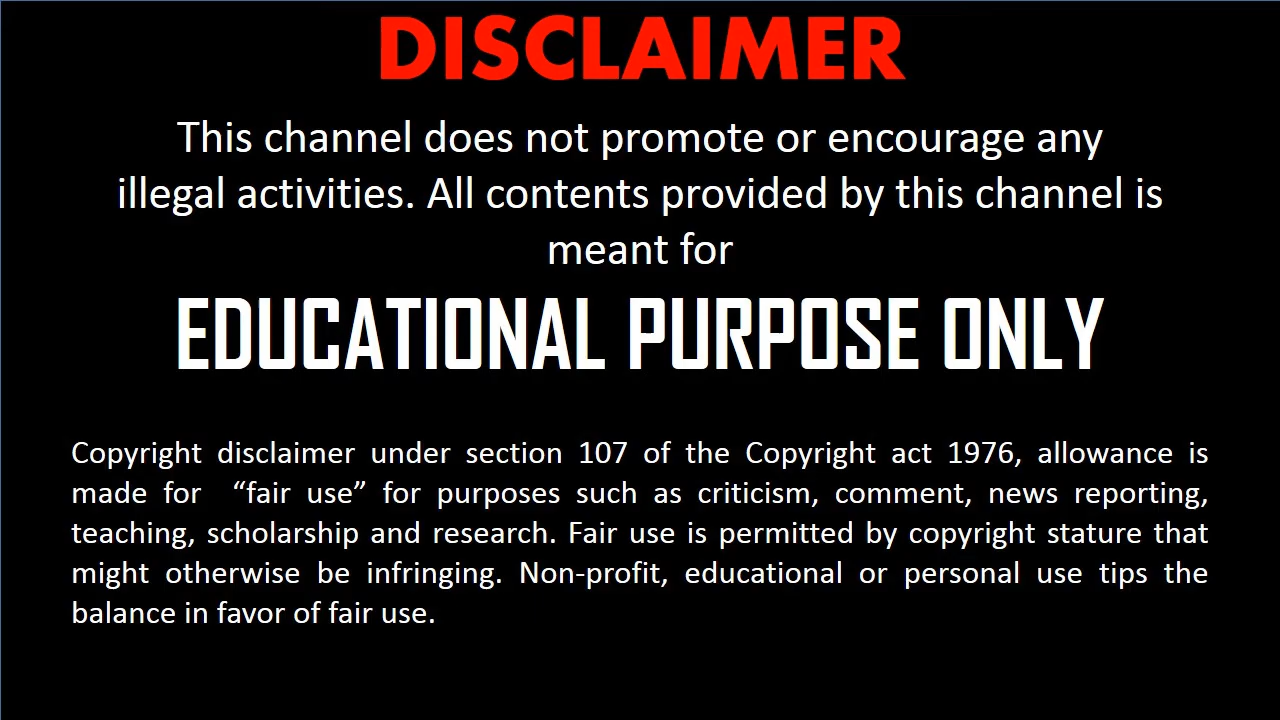 DISCLAIMER
This channel does not promote or encourage any
illegal activities. All contents provided by this channel is
meant for
EDUCATIONAL PURPOSE ONLY
Copyright disclaimer under section 107 of the Copyright act 1976, allowance is
made for “fair use” for purposes such as criticism, comment, news reporting,
teaching, scholarship and research. Fair use is permitted by copyright stature that
might otherwise be infringing. Non-profit, educational or personal use tips the
balance in favor of fair use.